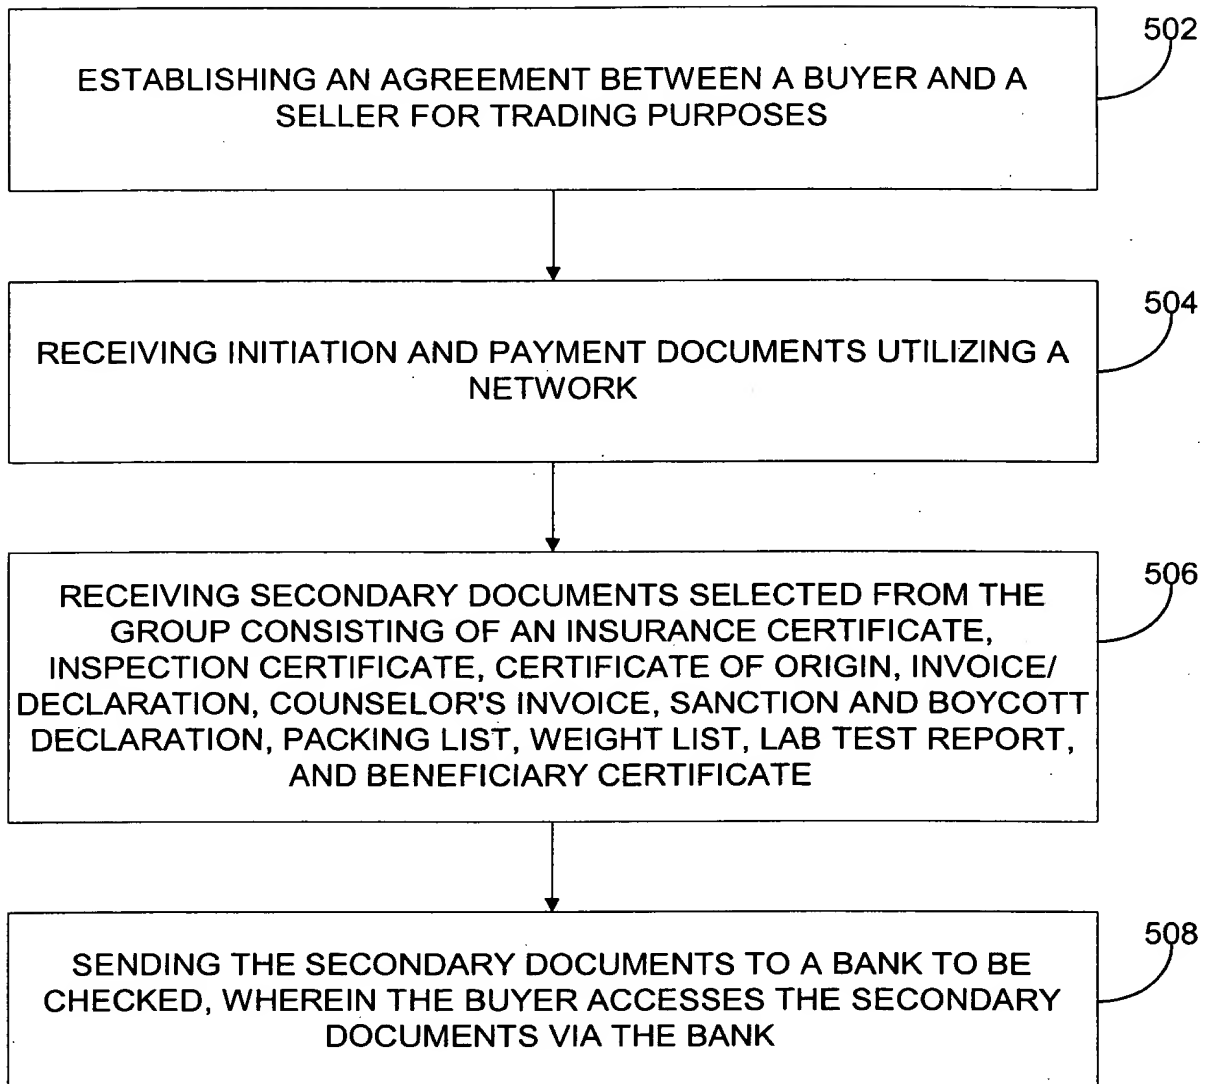 502
ESTABLISHING AN AGREEMENT BETWEEN A BUYER AND A
SELLER FOR TRADING PURPOSES
504
RECEIVING INITIATION AND PAYMENT DOCUMENTS UTILIZING A
NETWORK
506
RECEIVING SECONDARY DOCUMENTS SELECTED FROM THE
GROUP CONSISTING OF AN INSURANCE CERTIFICATE,
INSPECTION CERTIFICATE, CERTIFICATE OF ORIGIN, INVOICE/
DECLARATION, COUNSELOR'S INVOICE, SANCTION AND BOYCOTT
DECLARATION, PACKING LIST, WEIGHT LIST, LAB TEST REPORT,
AND BENEFICIARY CERTIFICATE
508
SENDING THE SECONDARY DOCUMENTS TO A BANK TO BE
CHECKED, WHEREIN THE BUYER ACCESSES THE SECONDARY
DOCUMENTS VIA THE BANK